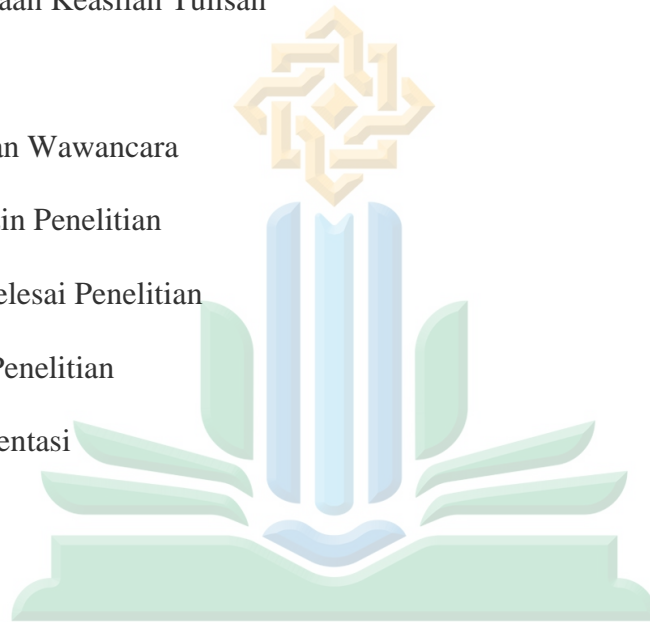 aan Keaslian Tulisan
an Wawancara
in Penelitian
elesai Penelitian
Penelitian
entasi